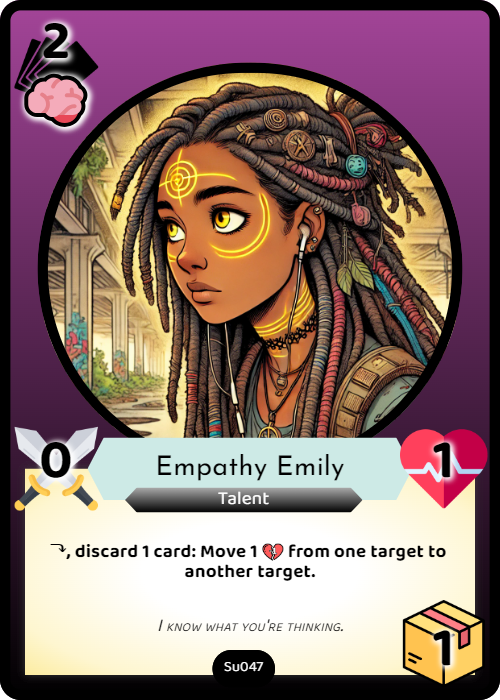 2
0
Empathy Emily
1
Talent
, discard 1 card: Move 1 💔 from one target to
another target.
I know what you're thinking.
1
Su047